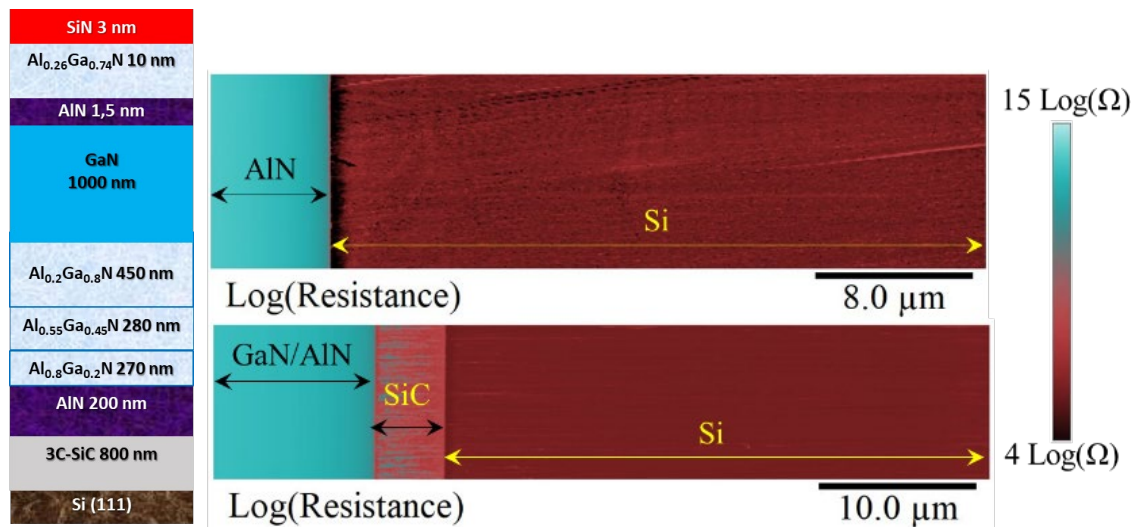 SiN 3 nm
Al0.26Ga0.74N 10 nm
AlN 1,5 nm
GaN
1000 nm
Al0.2Ga0.8N 450 nm
Al0.55Ga0.45N 280 nm
Al0.8Ga0.2N 270 nm
AlN 200 nm
3C-SiC 800 nm
Si (111)
AlN
Si
Log(Resistance)
8.0 µm
GaN/AlN
SiC
Si
Log(Resistance)
10.0 µm
15 Log(Ω)
4 Log(Ω)